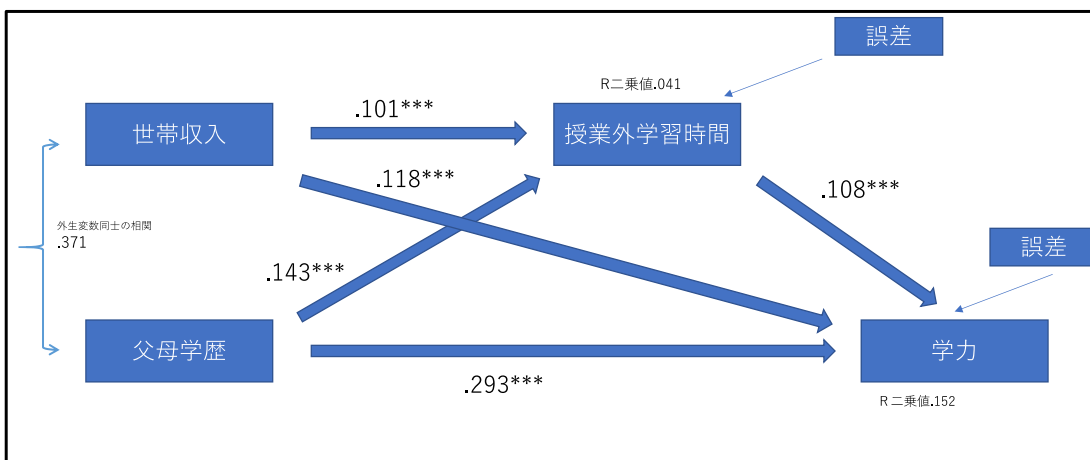 誤差
R二乗値.041
.101***
世帯収入
授業外学習時間
.118***
.108***
外生変数同士の相関
.371
誤差
.143***
父母学歴
学力
.293***
R二乗値.152